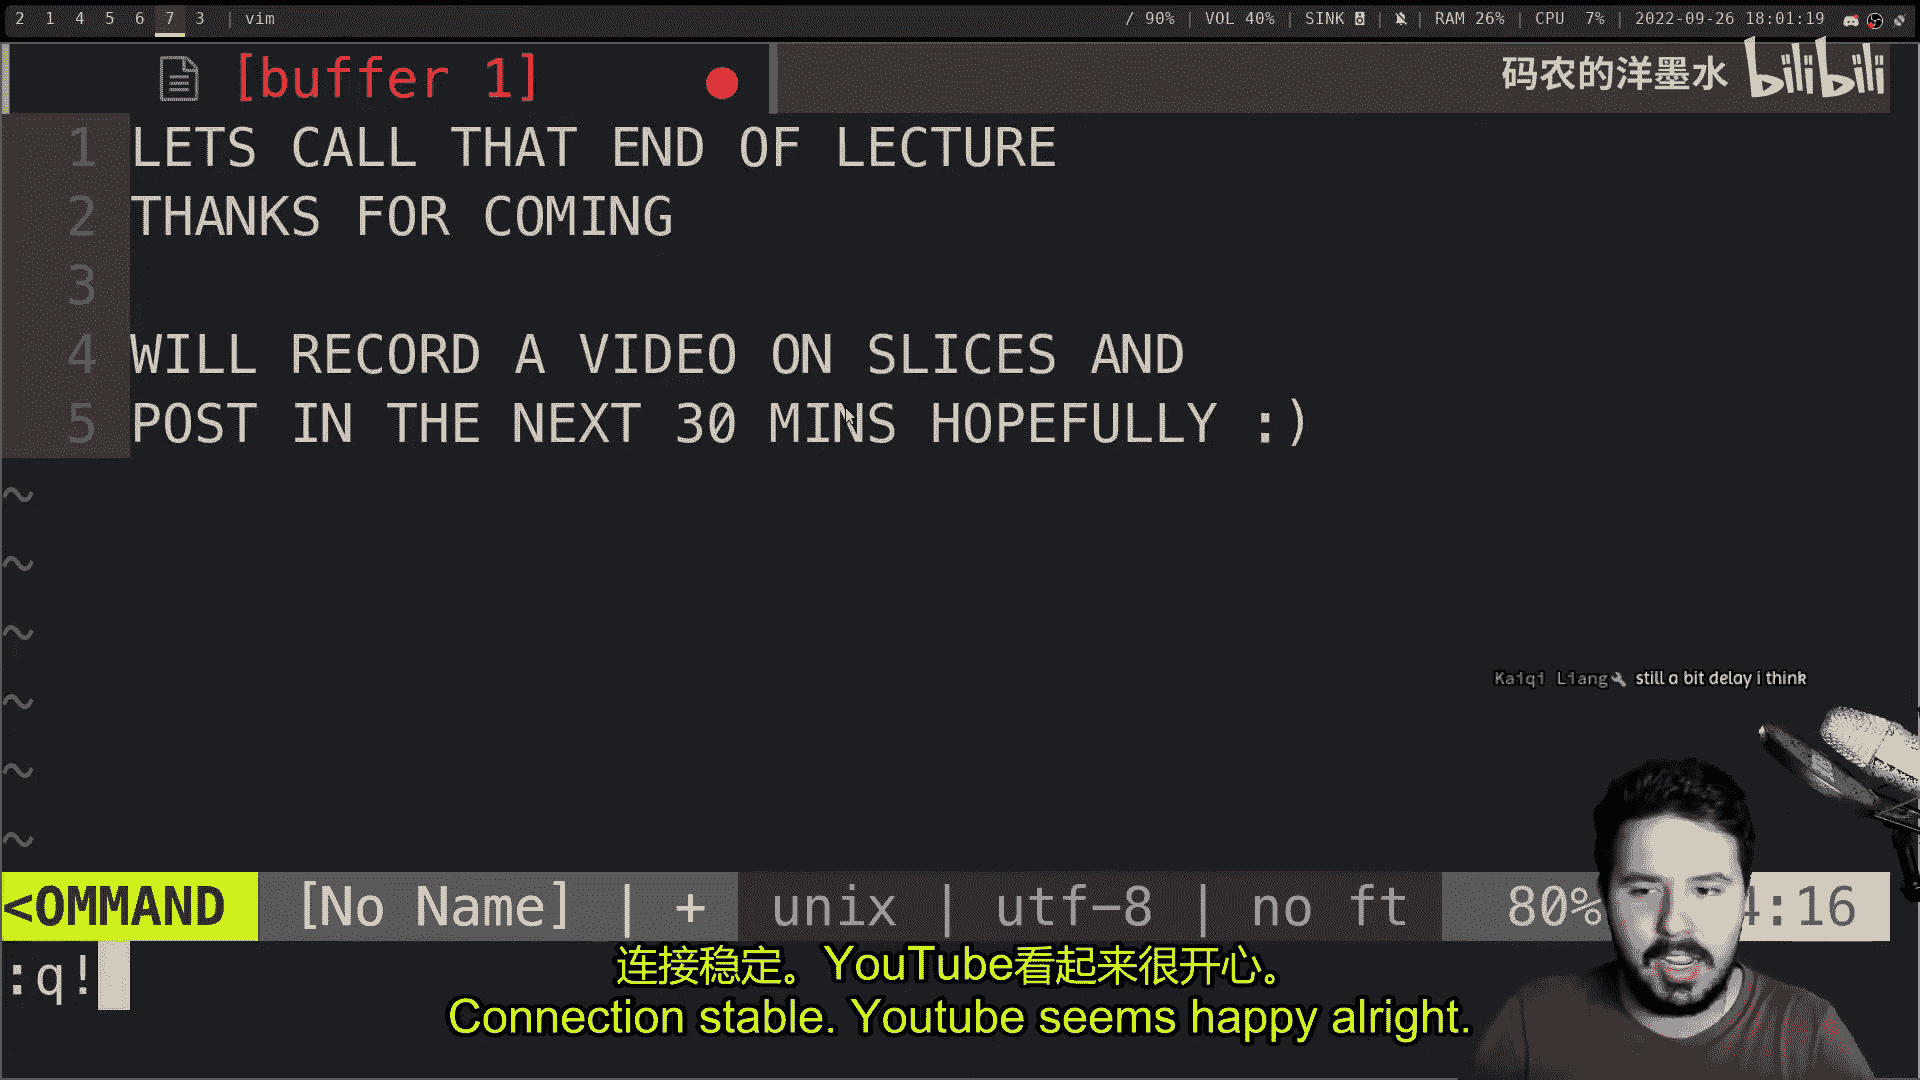 2 1 4 5 6 7 3 | vim
/ 90% | VOL 40% | SINK | | RAM 26% | CPU 7% | 2022-09-26 18:01:19
[buffer 1]
码农的洋墨水 bilibili
1 LETS CALL THAT END OF LECTURE
2 THANKS FOR COMING
3
4 WILL RECORD A VIDEO ON SLICES AND
5 POST IN THE NEXT 30 MINS HOPEFULLY :)
~
~
~
~
~
~
Kaiqi Liang still a bit delay i think
<OMMAND [No Name] | + unix | utf-8 | no ft 80% 4:16
:q!
连接稳定。YouTube看起来很开心。
Connection stable. Youtube seems happy alright.